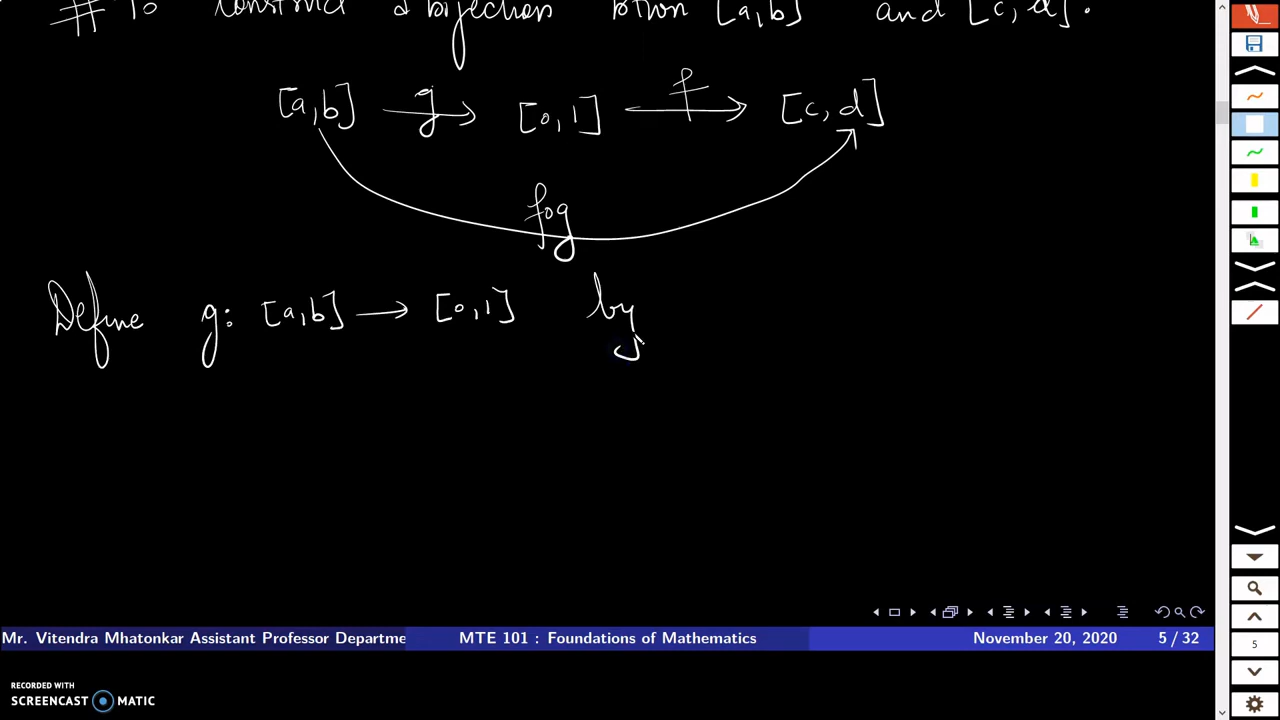 # To construct a bijection btwn [a,b] and [c,d].
[a,b] g→ [0,1] f→ [c,d]
fog
Define g: [a,b] → [0,1] by
5
Mr. Vitendra Mhatonkar Assistant Professor Departme MTE 101 : Foundations of Mathematics November 20, 2020 5 / 32
RECORDED WITH
SCREENCAST MATIC